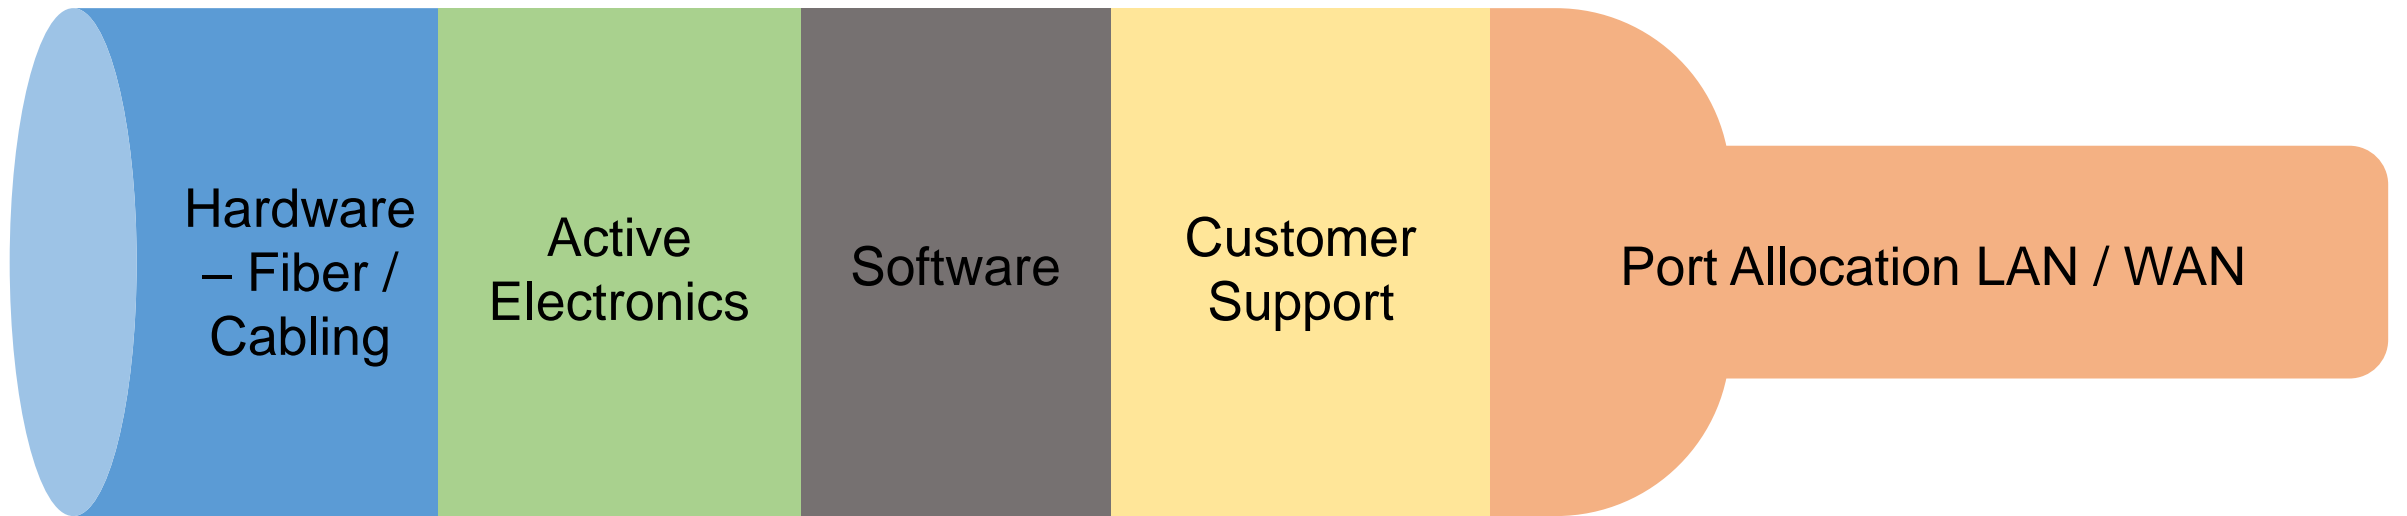 Hardware
– Fiber /
Cabling
Active
Electronics
Software
Customer
Support
Port Allocation LAN / WAN